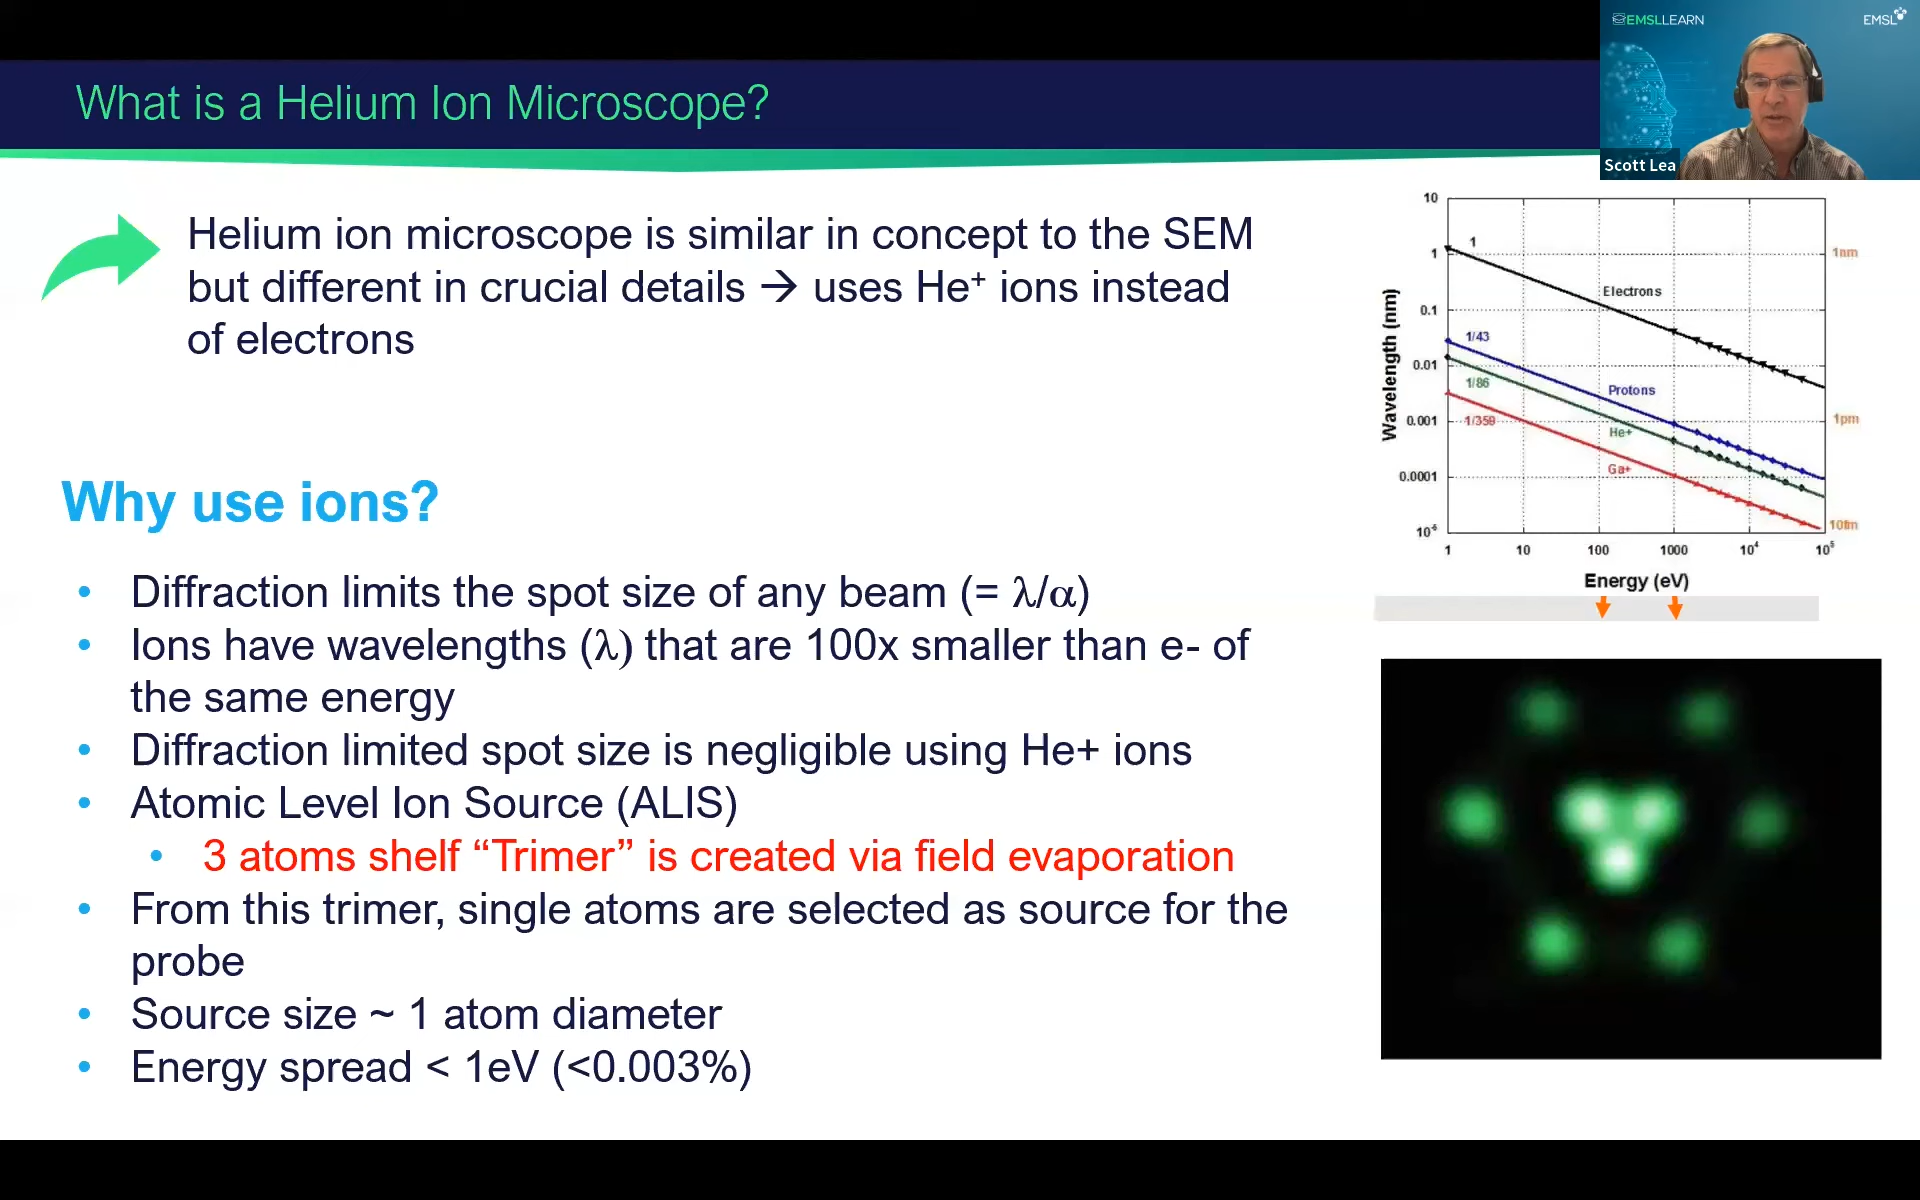 EMSLLEARN
EMSL
Scott Lea
What is a Helium Ion Microscope?
Helium ion microscope is similar in concept to the SEM
but different in crucial details → uses He⁺ ions instead
of electrons
Why use ions?
• Diffraction limits the spot size of any beam (= λ/α)
• Ions have wavelengths (λ) that are 100x smaller than e- of
the same energy
• Diffraction limited spot size is negligible using He+ ions
• Atomic Level Ion Source (ALIS)
• 3 atoms shelf “Trimer” is created via field evaporation
• From this trimer, single atoms are selected as source for the
probe
• Source size ~ 1 atom diameter
• Energy spread < 1eV (<0.003%)
Wavelength (nm)
10
1
0.1
0.01
0.001
0.0001
1
Electrons
1/43
Protons
1/86
He+
1/359
Ga+
1nm
1pm
10fm
1 10 100 1000 10⁴ 10⁵
Energy (eV)